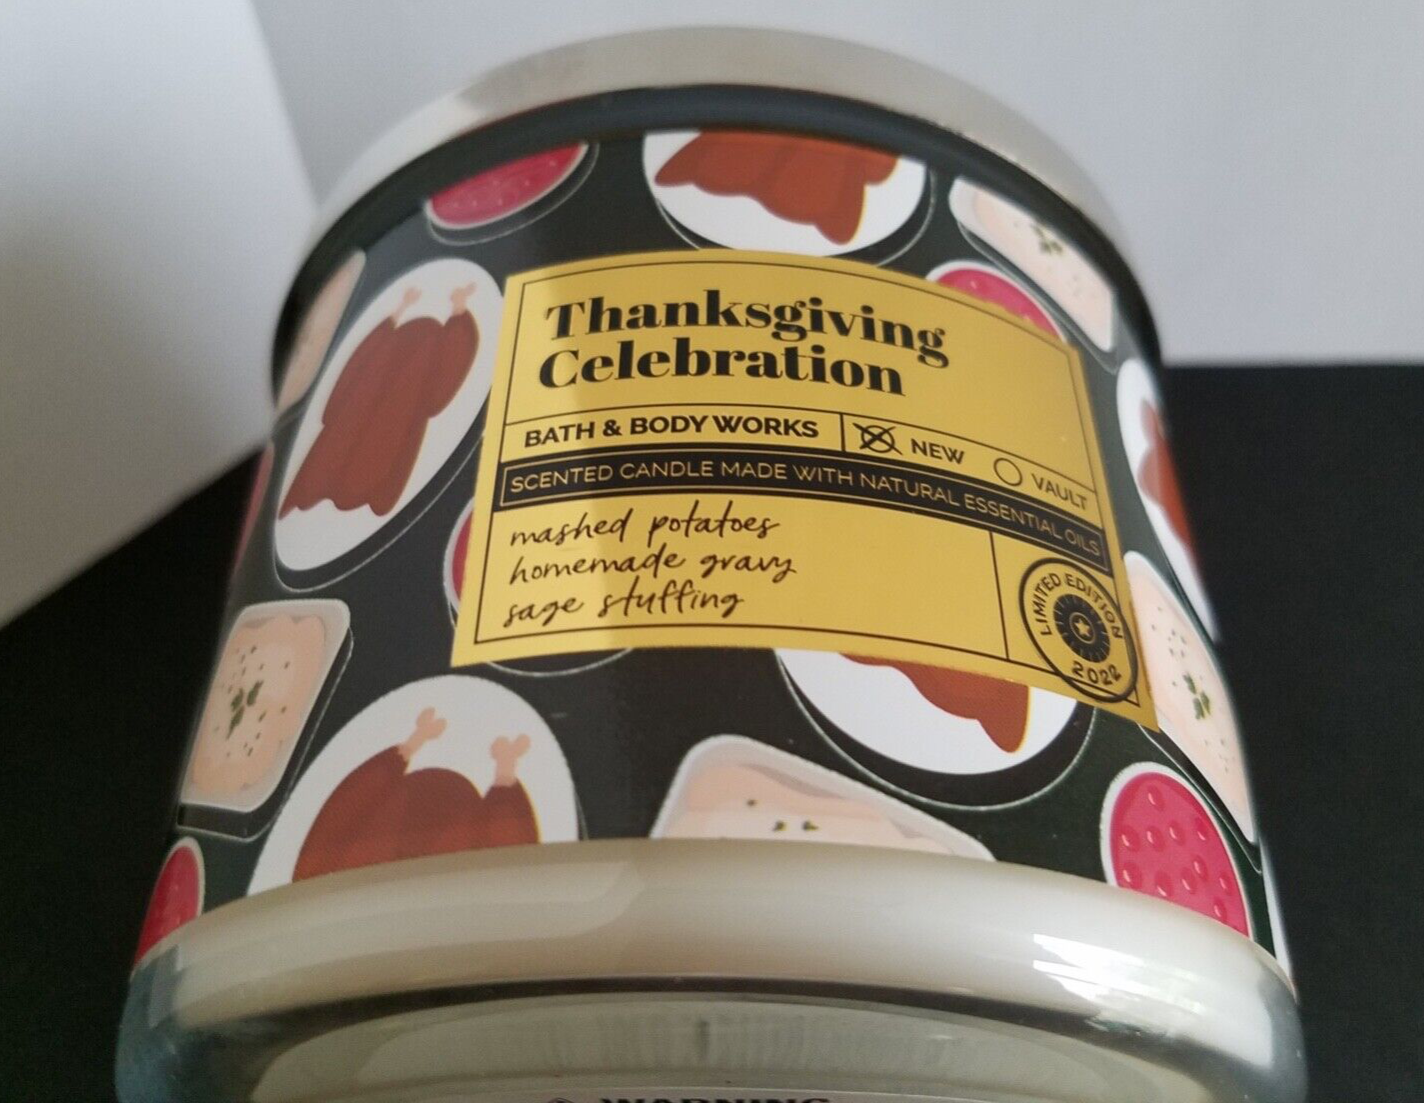 Thanksgiving
Celebration
BATH & BODY WORKS
NEW
VAULT
SCENTED CANDLE MADE WITH NATURAL ESSENTIAL OILS
mashed potatoes
homemade gravy
sage stuffing
LIMITED EDITION
2022
WARNING